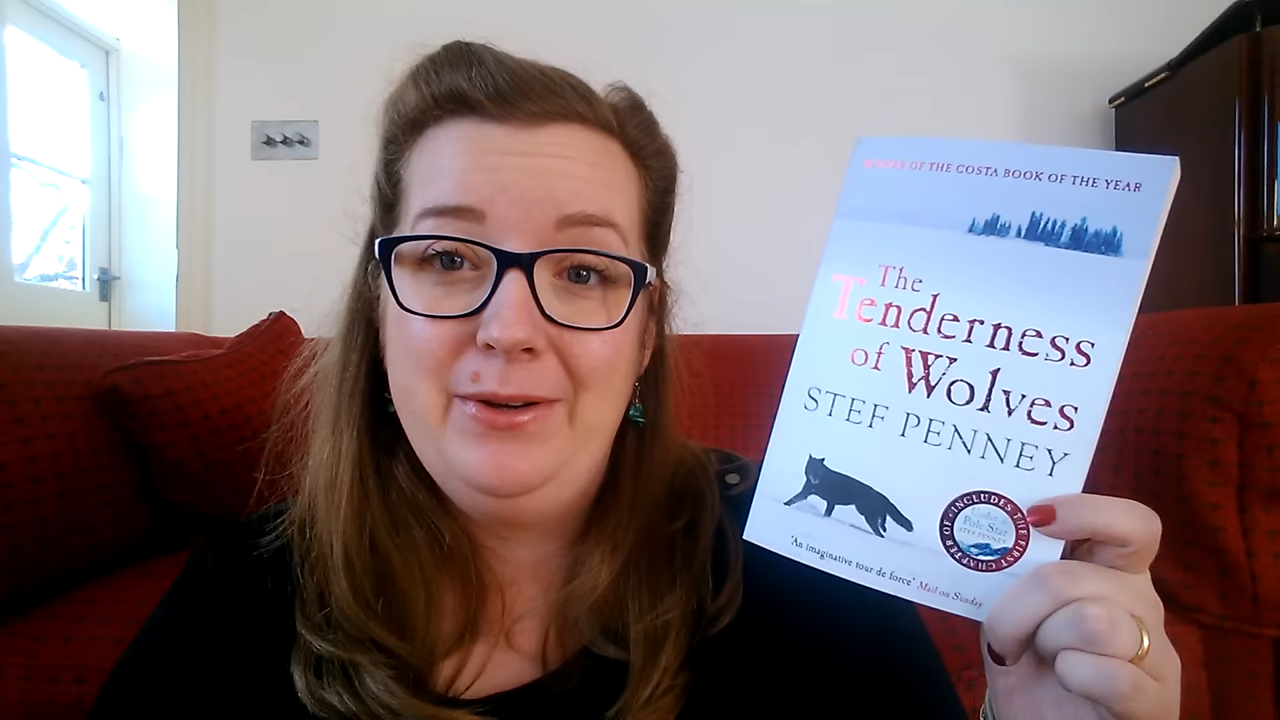 WINNER OF THE COSTA BOOK OF THE YEAR
The
Tenderness
of Wolves
STEF PENNEY
INCLUDES THE FIRST CHAPTER OF
Under a
Pole Star
STEF PENNEY
'An imaginative tour de force' Mail on Sunday